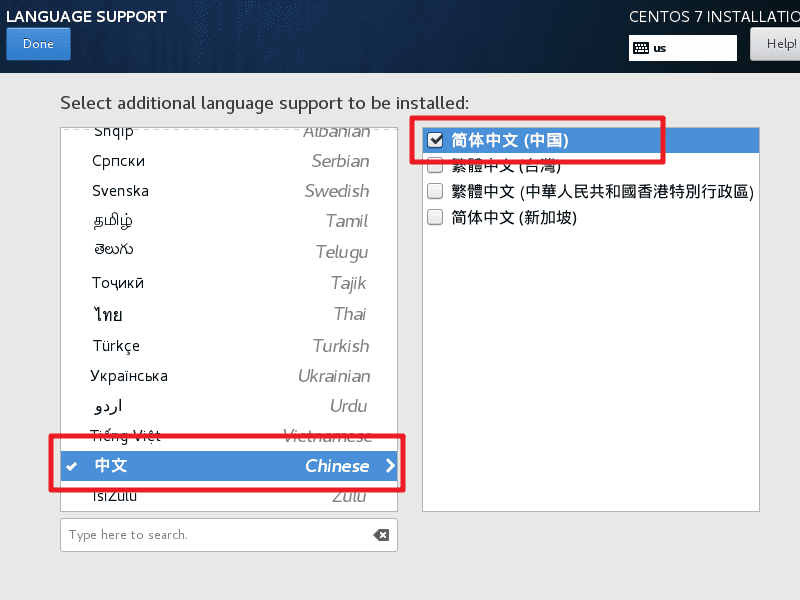 LANGUAGE SUPPORT
CENTOS 7 INSTALLATIO
Done
us
Help!
Select additional language support to be installed:
Shqip Albanian
Српски Serbian
Svenska Swedish
தமிழ் Tamil
తెలుగు Telugu
Тоҷикӣ Tajik
ไทย Thai
Türkçe Turkish
Українська Ukrainian
اردو Urdu
Tiếng Việt Vietnamese
中文 Chinese
IsiZulu Zulu
Type here to search.
简体中文 (中国)
繁體中文 (台灣)
繁體中文 (中華人民共和國香港特別行政區)
简体中文 (新加坡)